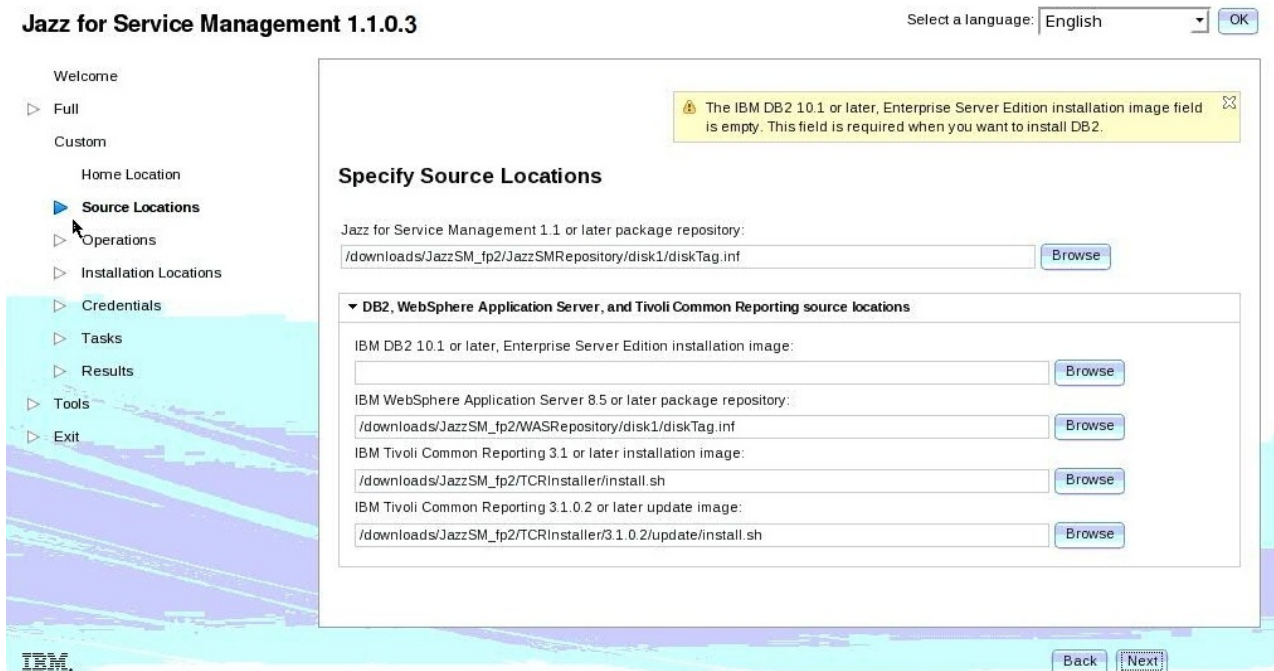 Jazz for Service Management 1.1.0.3
Select a language:
English
OK
Welcome
Full
Custom
Home Location
Source Locations
Operations
Installation Locations
Credentials
Tasks
Results
Tools
Exit
The IBM DB2 10.1 or later, Enterprise Server Edition installation image field
is empty. This field is required when you want to install DB2.
Specify Source Locations
Jazz for Service Management 1.1 or later package repository:
/downloads/JazzSM_fp2/JazzSMRepository/disk1/diskTag.inf
Browse
DB2, WebSphere Application Server, and Tivoli Common Reporting source locations
IBM DB2 10.1 or later, Enterprise Server Edition installation image:
Browse
IBM WebSphere Application Server 8.5 or later package repository:
/downloads/JazzSM_fp2/WASRepository/disk1/diskTag.inf
Browse
IBM Tivoli Common Reporting 3.1 or later installation image:
/downloads/JazzSM_fp2/TCRInstaller/install.sh
Browse
IBM Tivoli Common Reporting 3.1.0.2 or later update image:
/downloads/JazzSM_fp2/TCRInstaller/3.1.0.2/update/install.sh
Browse
IBM.
Back
Next